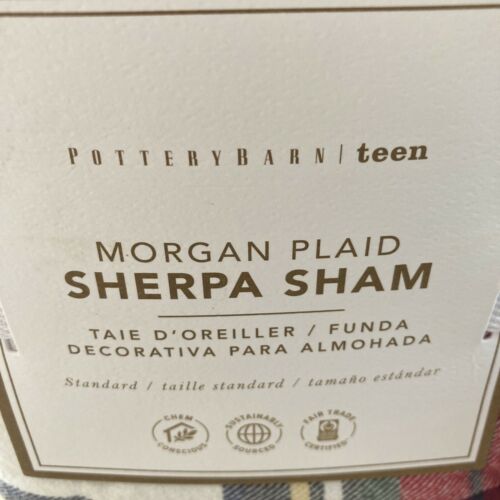 POTTERYBARN | teen
MORGAN PLAID
SHERPA SHAM
TAIE D'OREILLER / FUNDA
DECORATIVA PARA ALMOHADA
Standard / taille standard / tamaño estándar
CHEM CONSCIOUS
SUSTAINABLY SOURCED
FAIR TRADE CERTIFIED